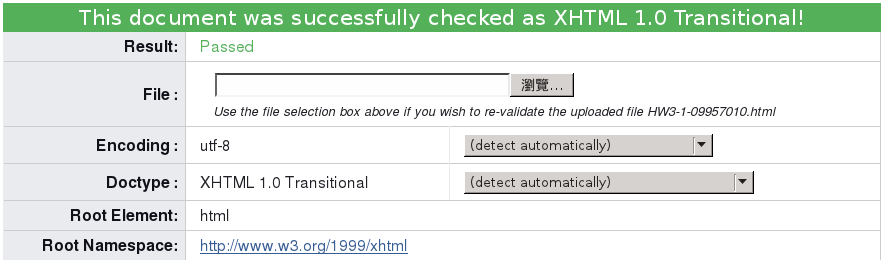 This document was successfully checked as XHTML 1.0 Transitional!
Result: Passed
File : 瀏覽...
Use the file selection box above if you wish to re-validate the uploaded file HW3-1-09957010.html
Encoding : utf-8 (detect automatically)
Doctype : XHTML 1.0 Transitional (detect automatically)
Root Element: html
Root Namespace: http://www.w3.org/1999/xhtml